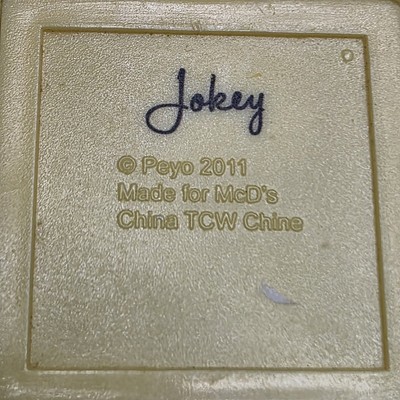 Jokey
© Peyo 2011
Made for McD's
China TCW Chine